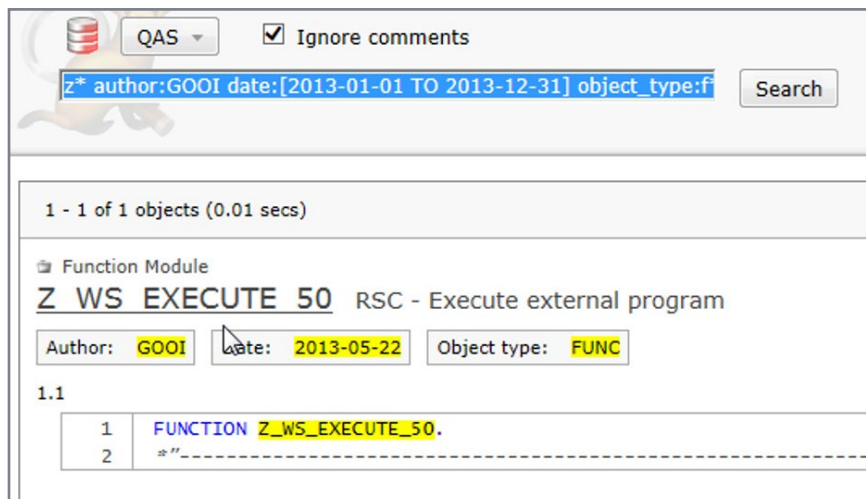 QAS Ignore comments
z* author:GOOI date:[2013-01-01 TO 2013-12-31] object_type:f* Search
1 - 1 of 1 objects (0.01 secs)
Function Module
Z_WS_EXECUTE_50 RSC - Execute external program
Author: GOOI Date: 2013-05-22 Object type: FUNC
1.1
1 FUNCTION Z_WS_EXECUTE_50.
2 *"------------------------------------------------------------